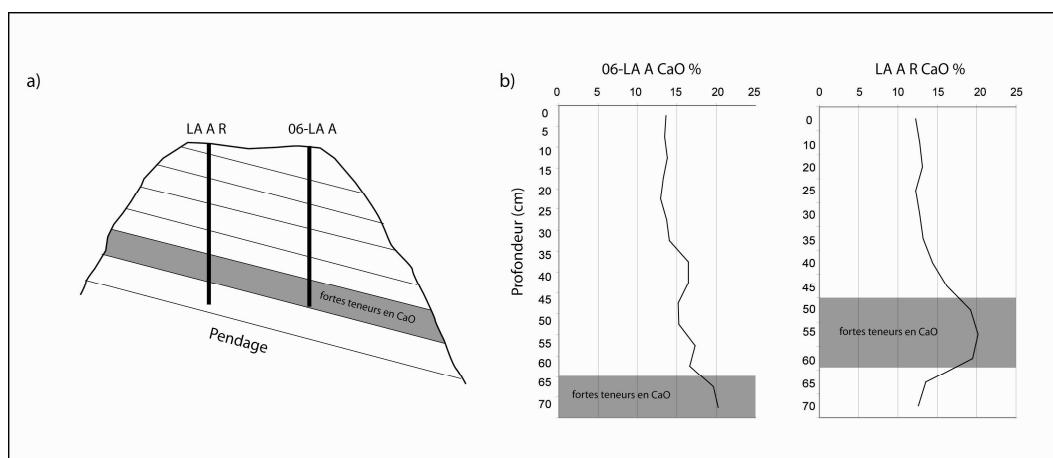 a)
LA A R
06-LA A
fortes teneurs en CaO
Pendage
b)
06-LA A CaO %
0 5 10 15 20 25
Profondeur (cm)
0
5
10
15
20
25
30
35
40
45
50
55
60
65
70
fortes teneurs en CaO
LA A R CaO %
0 5 10 15 20 25
0
10
20
25
30
35
40
45
50
55
60
65
70
fortes teneurs en CaO